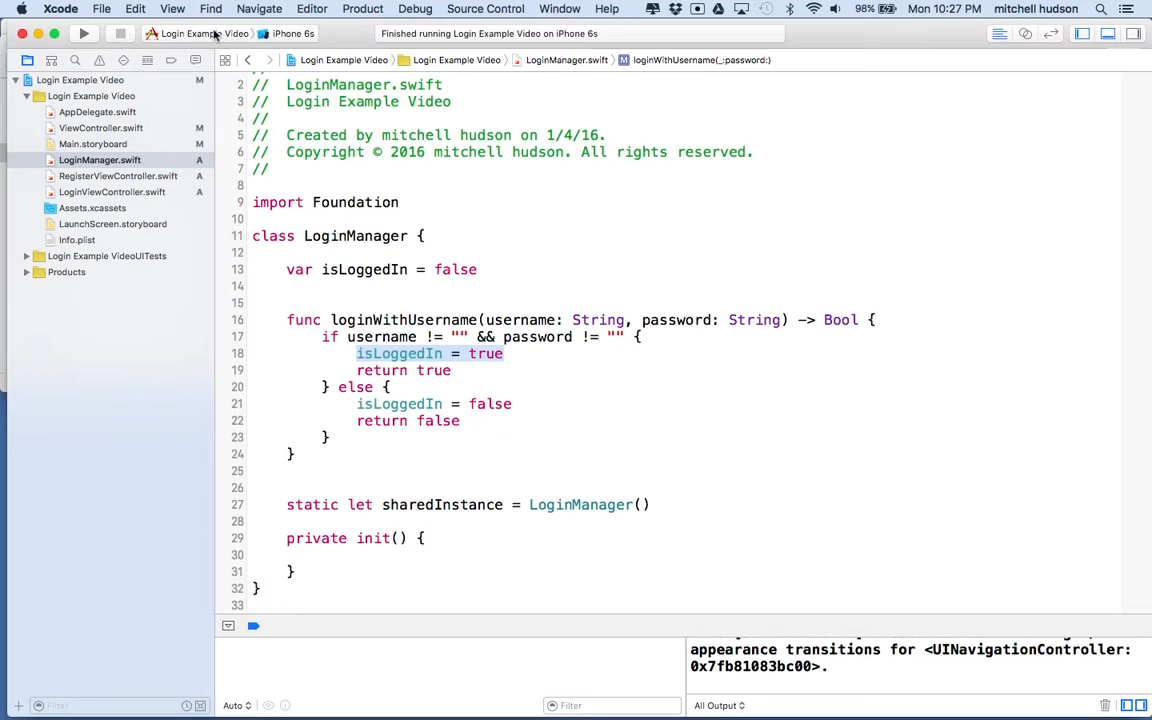 Xcode File Edit View Find Navigate Editor Product Debug Source Control Window Help 98% Mon 10:27 PM mitchell hudson
Login Example Video iPhone 6s Finished running Login Example Video on iPhone 6s
Login Example Video Login Example Video LoginManager.swift M loginWithUsername(_:password:)
Login Example Video M
Login Example Video
AppDelegate.swift
ViewController.swift M
Main.storyboard M
LoginManager.swift A
RegisterViewController.swift A
LoginViewController.swift A
Assets.xcassets
LaunchScreen.storyboard
Info.plist
Login Example VideoUITests
Products
2 // LoginManager.swift
3 // Login Example Video
4 //
5 // Created by mitchell hudson on 1/4/16.
6 // Copyright © 2016 mitchell hudson. All rights reserved.
7 //
8
9 import Foundation
10
11 class LoginManager {
12
13 var isLoggedIn = false
14
15
16 func loginWithUsername(username: String, password: String) -> Bool {
17 if username != "" && password != "" {
18 isLoggedIn = true
19 return true
20 } else {
21 isLoggedIn = false
22 return false
23 }
24 }
25
26
27 static let sharedInstance = LoginManager()
28
29 private init() {
30
31 }
32 }
33
appearance transitions for <UINavigationController:
0x7fb81083bc00>.
Filter Auto Filter All Output